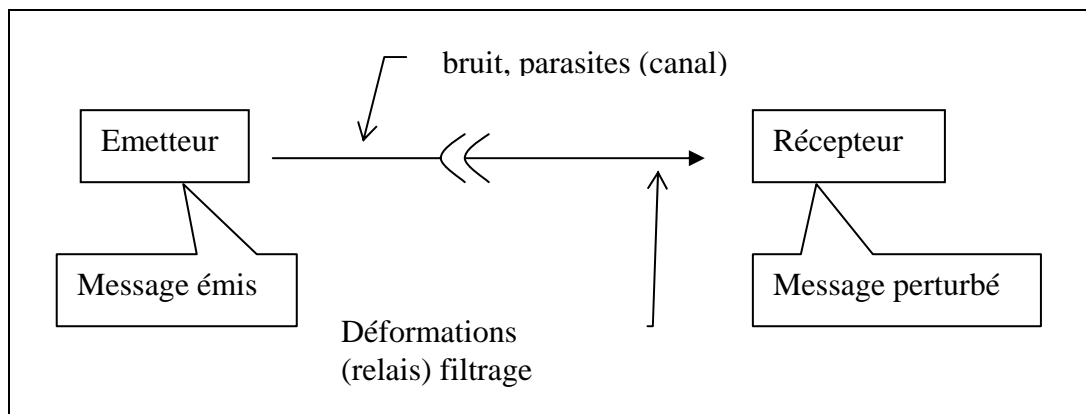 bruit, parasites (canal)
Emetteur
Récepteur
Message émis
Message perturbé
Déformations
(relais) filtrage